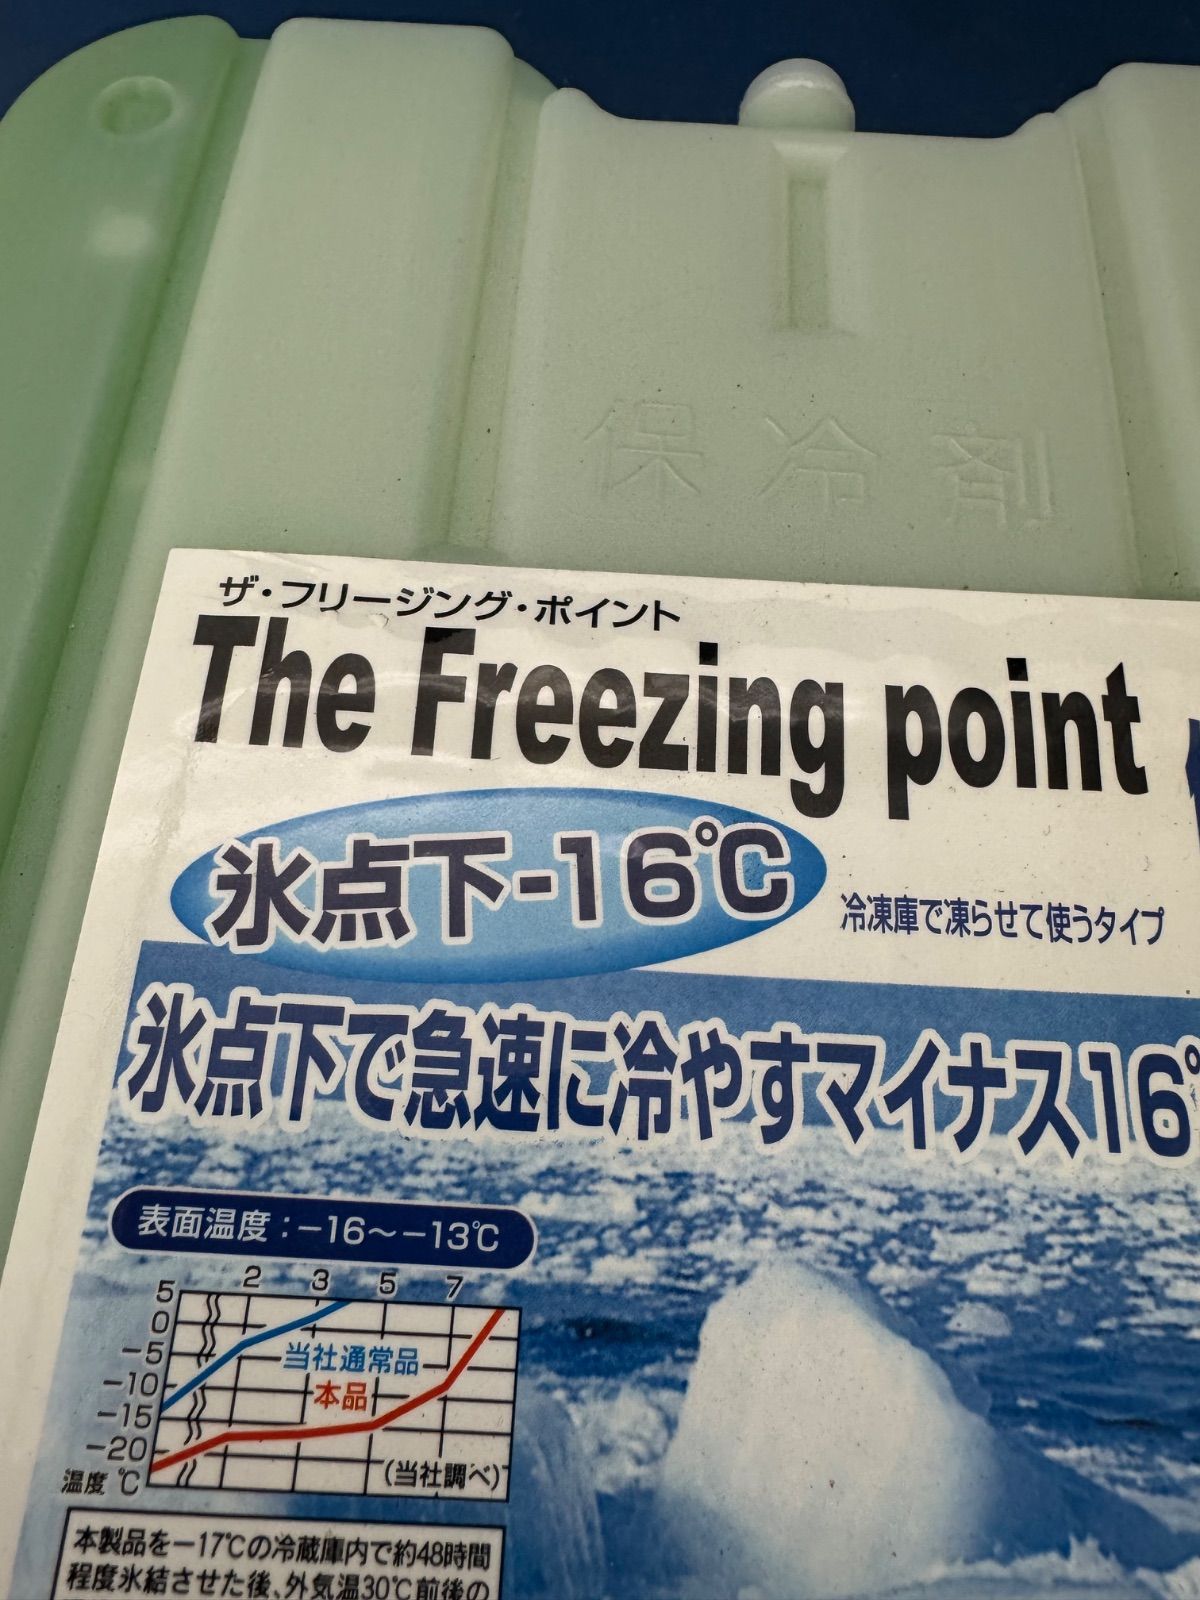 保冷剤
ザ・フリージング・ポイント
The Freezing point
氷点下-16℃
冷凍庫で凍らせて使うタイプ
氷点下で急速に冷やすマイナス16°
表面温度：－16～－13℃
2 3 5 7
5
0
－5
－10
－15
－20
温度 ℃
当社通常品
本品
(当社調べ)
本製品を－17℃の冷蔵庫内で約48時間
程度氷結させた後、外気温30℃前後の